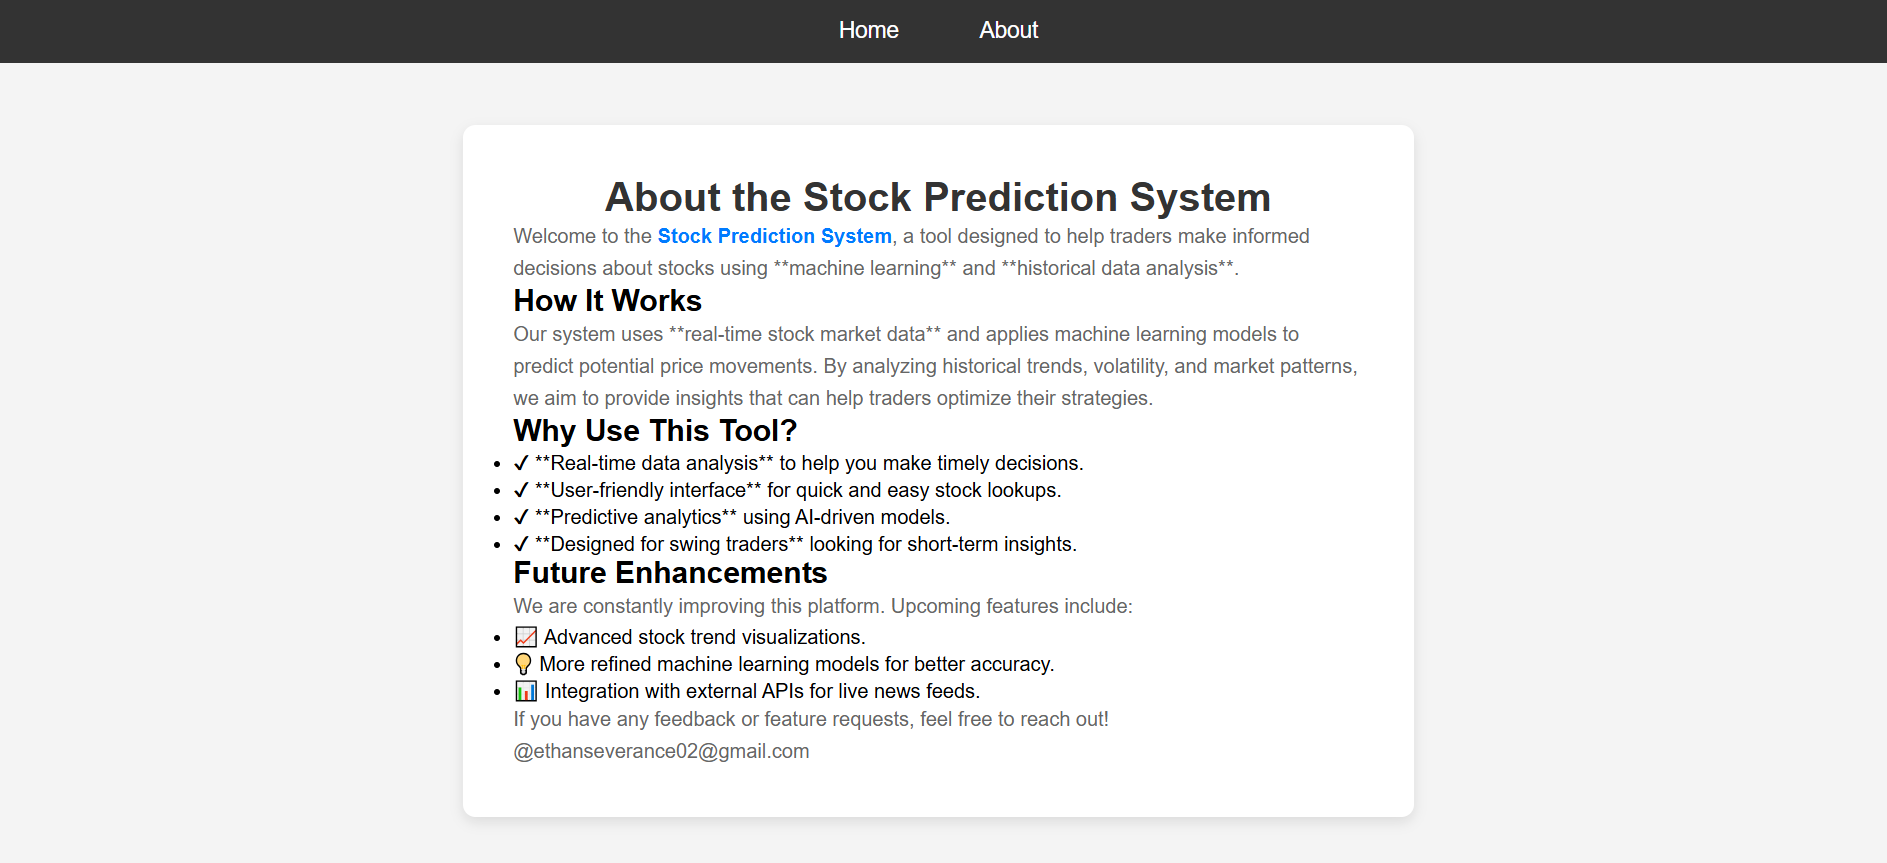 Home About
About the Stock Prediction System
Welcome to the Stock Prediction System, a tool designed to help traders make informed
decisions about stocks using **machine learning** and **historical data analysis**.
How It Works
Our system uses **real-time stock market data** and applies machine learning models to
predict potential price movements. By analyzing historical trends, volatility, and market patterns,
we aim to provide insights that can help traders optimize their strategies.
Why Use This Tool?
• ✔ **Real-time data analysis** to help you make timely decisions.
• ✔ **User-friendly interface** for quick and easy stock lookups.
• ✔ **Predictive analytics** using AI-driven models.
• ✔ **Designed for swing traders** looking for short-term insights.
Future Enhancements
We are constantly improving this platform. Upcoming features include:
• 📈 Advanced stock trend visualizations.
• 💡 More refined machine learning models for better accuracy.
• 📊 Integration with external APIs for live news feeds.
If you have any feedback or feature requests, feel free to reach out!
@ethanseverance02@gmail.com